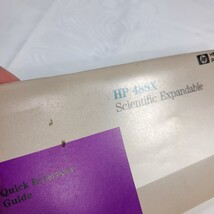 HP 48SX
Scientific Expandable
Quick Reference
Guide